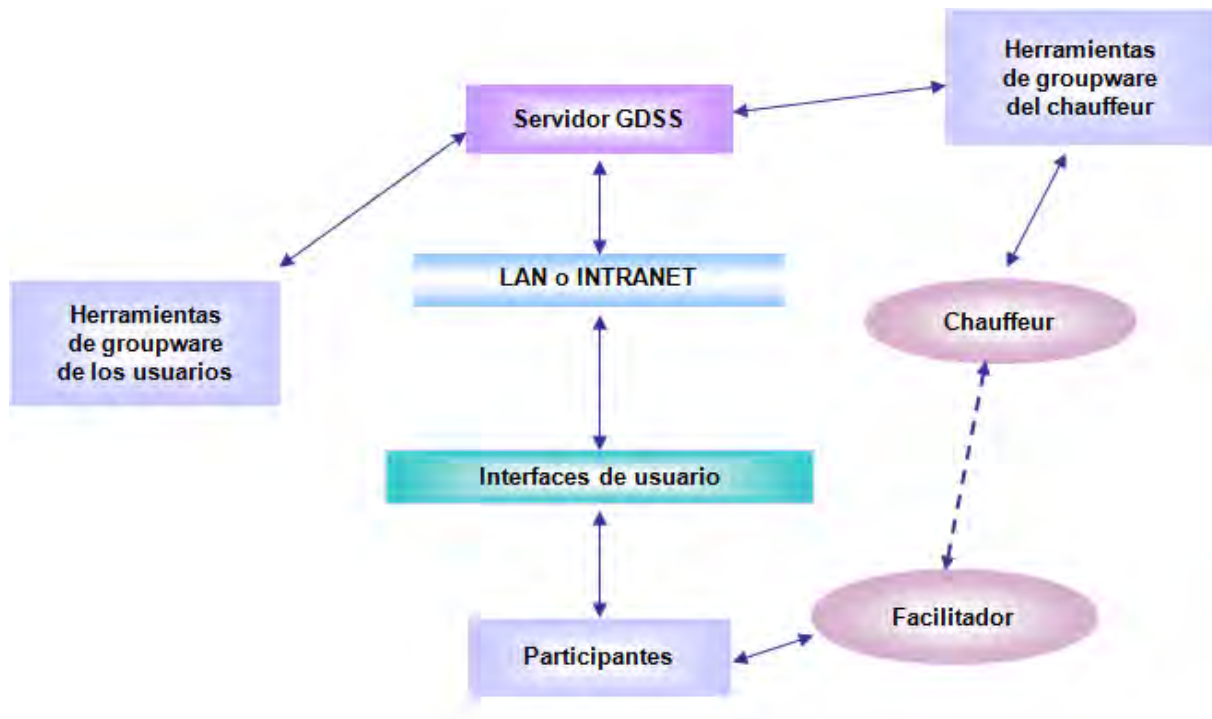 Herramientas
de groupware
del chauffeur
Servidor GDSS
LAN o INTRANET
Herramientas
de groupware
de los usuarios
Chauffeur
Interfaces de usuario
Facilitador
Participantes